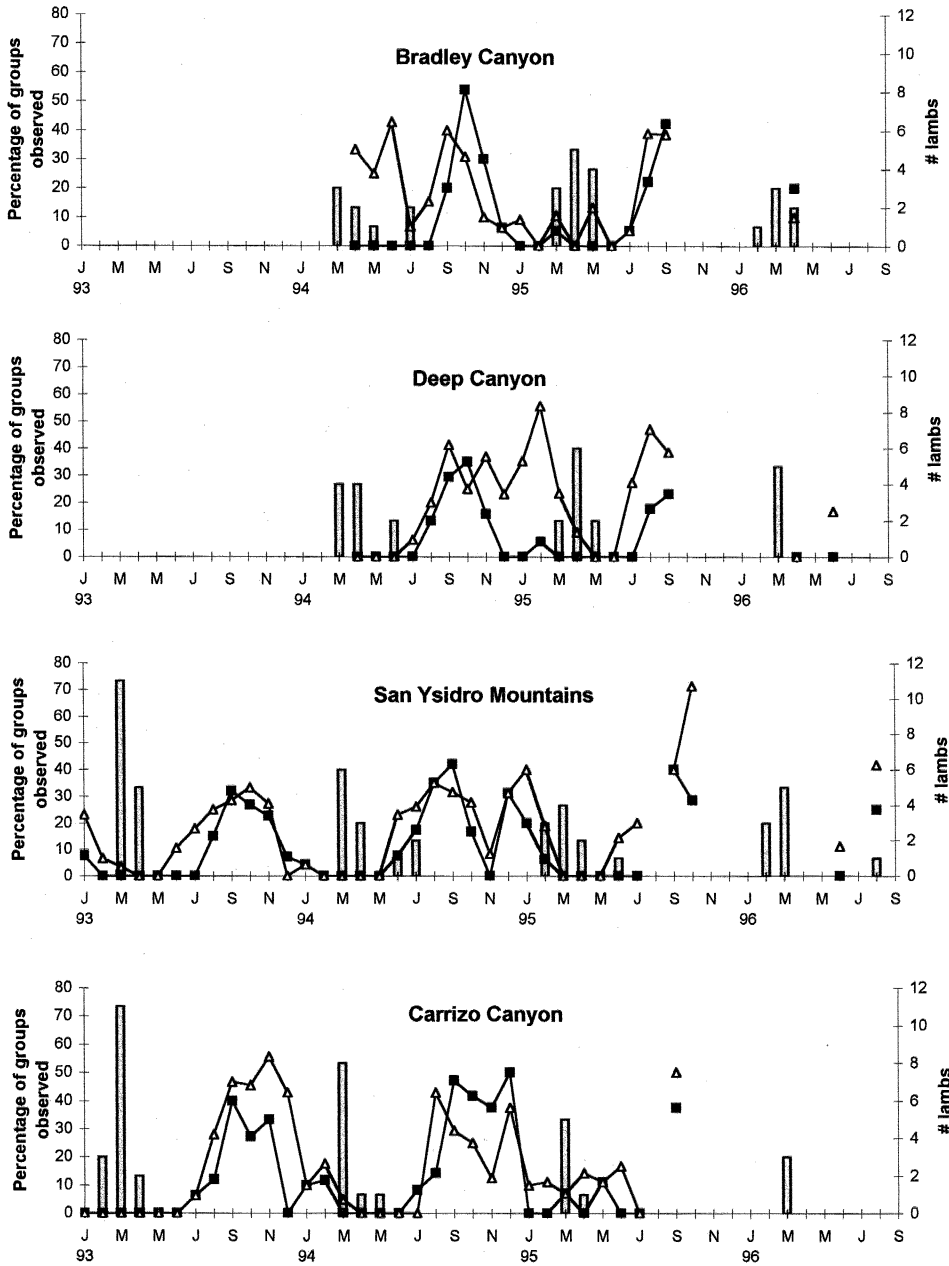 Bradley Canyon
Percentage of groups
observed
80
70
60
50
40
30
20
10
0
12
10
8
6
4
2
0
# lambs
J M M J S N J M M J S N J M M J S N J M M J S
93 94 95 96
Deep Canyon
Percentage of groups
observed
80
70
60
50
40
30
20
10
0
12
10
8
6
4
2
0
# lambs
J M M J S N J M M J S N J M M J S N J M M J S
93 94 95 96
San Ysidro Mountains
Percentage of groups
observed
80
70
60
50
40
30
20
10
0
12
10
8
6
4
2
0
# lambs
J M M J S N J M M J S N J M M J S N J M M J S
93 94 95 96
Carrizo Canyon
Percentage of groups
observed
80
70
60
50
40
30
20
10
0
12
10
8
6
4
2
0
# lambs
J M M J S N J M M J S N J M M J S N J M M J S
93 94 95 96